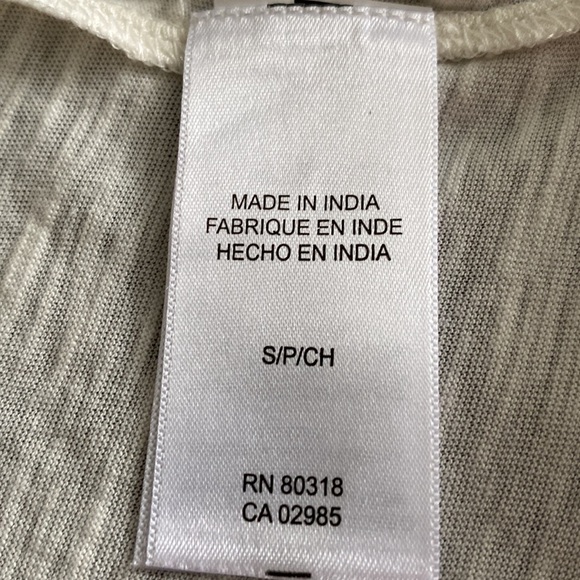 MADE IN INDIA
FABRIQUE EN INDE
HECHO EN INDIA
S/P/CH
RN 80318
CA 02985